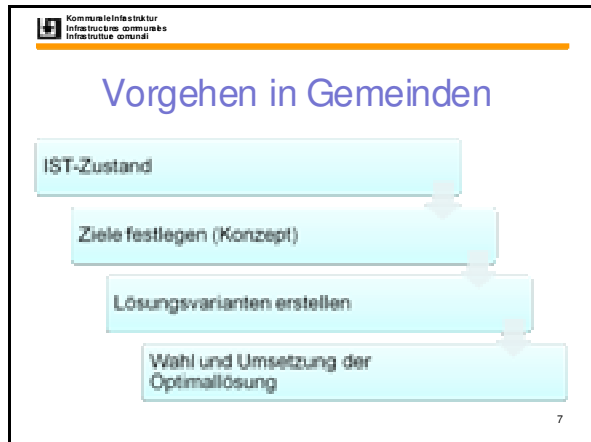 Kommunale Infrastruktur
Infrastructures communales
Infrastrutture comunali
Vorgehen in Gemeinden
IST-Zustand
Ziele festlegen (Konzept)
Lösungsvarianten erstellen
Wahl und Umsetzung der
Optimallösung
7